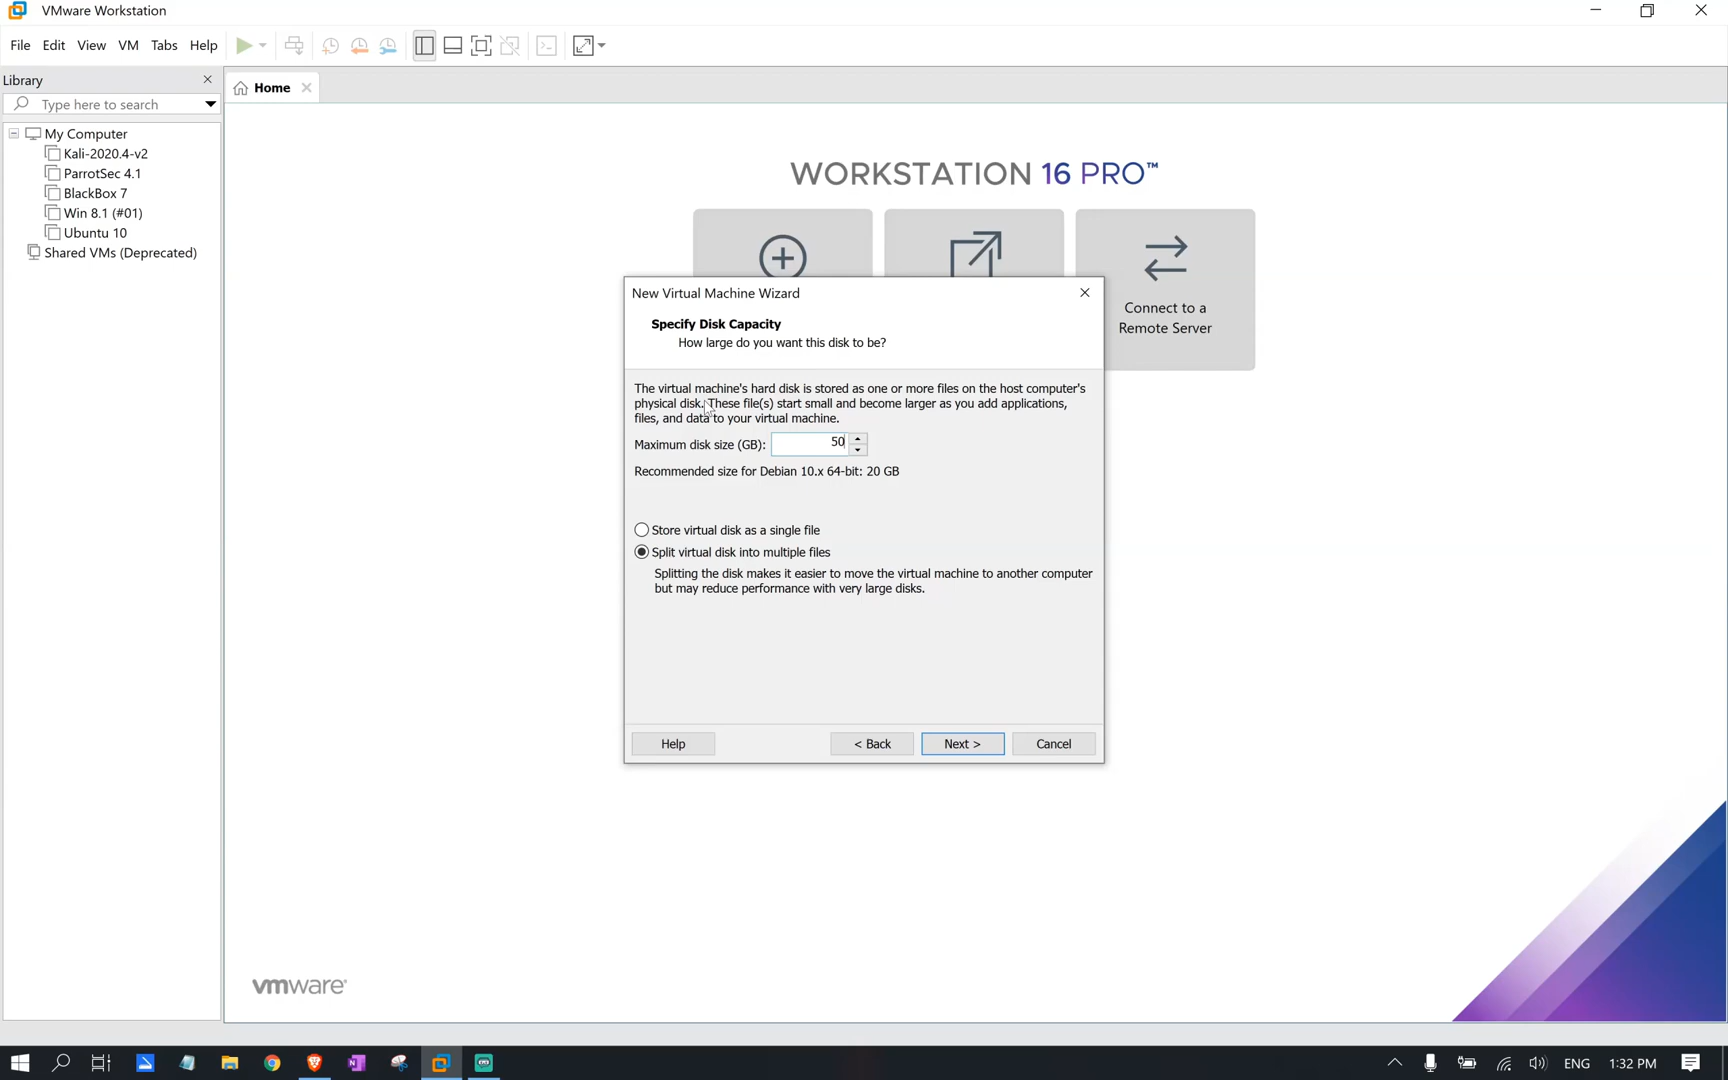 VMware Workstation
File Edit View VM Tabs Help
Library
Type here to search
Home
My Computer
Kali-2020.4-v2
ParrotSec 4.1
BlackBox 7
Win 8.1 (#01)
Ubuntu 10
Shared VMs (Deprecated)
WORKSTATION 16 PRO™
Connect to a
Remote Server
New Virtual Machine Wizard
Specify Disk Capacity
How large do you want this disk to be?
The virtual machine's hard disk is stored as one or more files on the host computer's
physical disk. These file(s) start small and become larger as you add applications,
files, and data to your virtual machine.
Maximum disk size (GB): 50
Recommended size for Debian 10.x 64-bit: 20 GB
Store virtual disk as a single file
Split virtual disk into multiple files
Splitting the disk makes it easier to move the virtual machine to another computer
but may reduce performance with very large disks.
Help < Back Next > Cancel
vmware®
ENG 1:32 PM